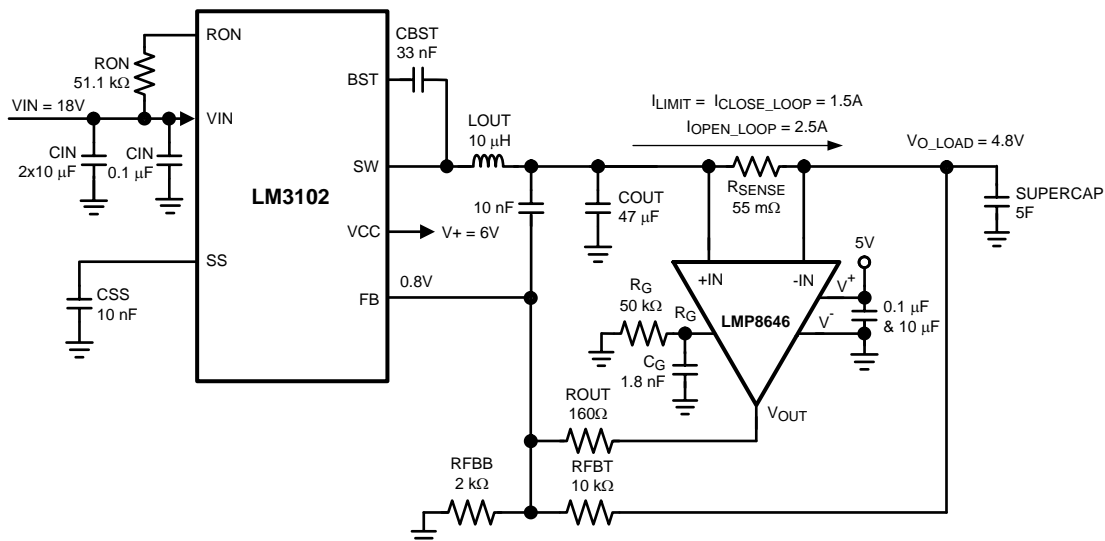 RON
RON
51.1 kΩ
VIN = 18V
VIN
CIN
2x10 µF
CIN
0.1 µF
LM3102
SS
CSS
10 nF
CBST
33 nF
BST
LOUT
10 µH
SW
10 nF
COUT
47 µF
VCC
V+ = 6V
FB
0.8V
ILIMIT = ICLOSE_LOOP = 1.5A
IOPEN_LOOP = 2.5A
RSENSE
55 mΩ
VO_LOAD = 4.8V
SUPERCAP
5F
5V
+IN
-IN
V+
V-
LMP8646
0.1 µF
& 10 µF
RG
50 kΩ
RG
CG
1.8 nF
VOUT
ROUT
160Ω
RFBB
2 kΩ
RFBT
10 kΩ